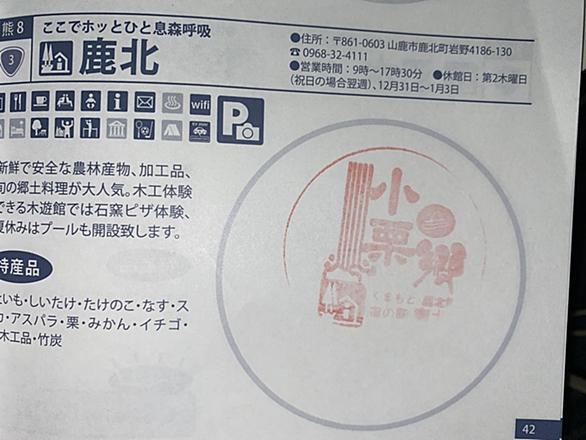 熊8
ここでホッとひと息森呼吸
3
鹿北
●住所：〒861-0603 山鹿市鹿北町岩野4186-130
☎0968-32-4111
●営業時間：9時〜17時30分 ●休館日：第2木曜日
（祝日の場合翌週）、12月31日〜1月3日
wifi
P
新鮮で安全な農林産物、加工品、
旬の郷土料理が大人気。木工体験
できる木遊館では石窯ピザ体験、
夏休みはプールも開設致します。
特産品
いも・しいたけ・たけのこ・なす・ス
カ・アスパラ・栗・みかん・イチゴ・
木工品・竹炭
小
栗
郷
くまもと
道の駅
42